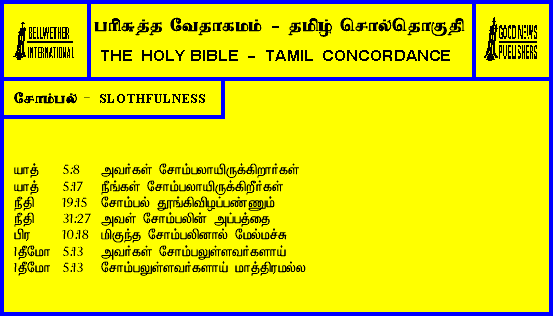 BELLWETHER
INTERNATIONAL
பரிசுத்த வேதாகமம் - தமிழ் சொல்தொகுதி
THE HOLY BIBLE - TAMIL CONCORDANCE
GOOD NEWS
PUBLISHERS
சோம்பல் - SLOTHFULNESS
யாத் 5:8 அவர்கள் சோம்பலாயிருக்கிறார்கள்
யாத் 5:17 நீங்கள் சோம்பலாயிருக்கிறீர்கள்
நீதி 19:15 சோம்பல் தூங்கிவிழப்பண்ணும்
நீதி 31:27 அவள் சோம்பலின் அப்பத்தை
பிர 10:18 மிகுந்த சோம்பலினால் மேல்மச்சு
1தீமோ 5:13 அவர்கள் சோம்பலுள்ளவர்களாய்
1தீமோ 5:13 சோம்பலுள்ளவர்களாய் மாத்திரமல்ல